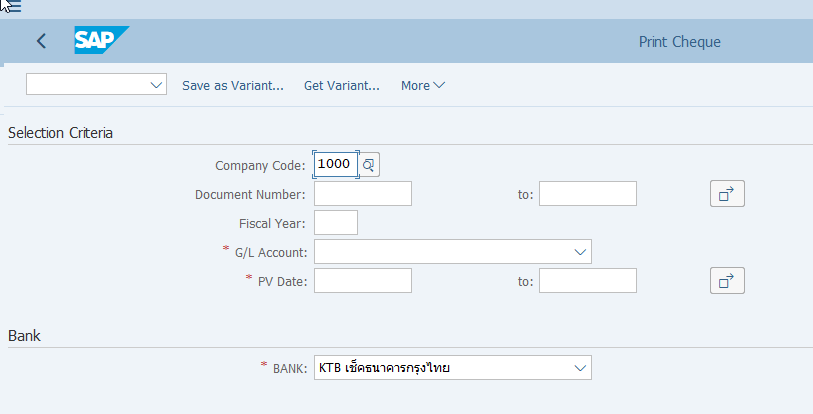 SAP
Print Cheque
Save as Variant... Get Variant... More
Selection Criteria
Company Code: 1000
Document Number: to:
Fiscal Year:
* G/L Account:
* PV Date: to:
Bank
* BANK: KTB เช็คธนาคารกรุงไทย